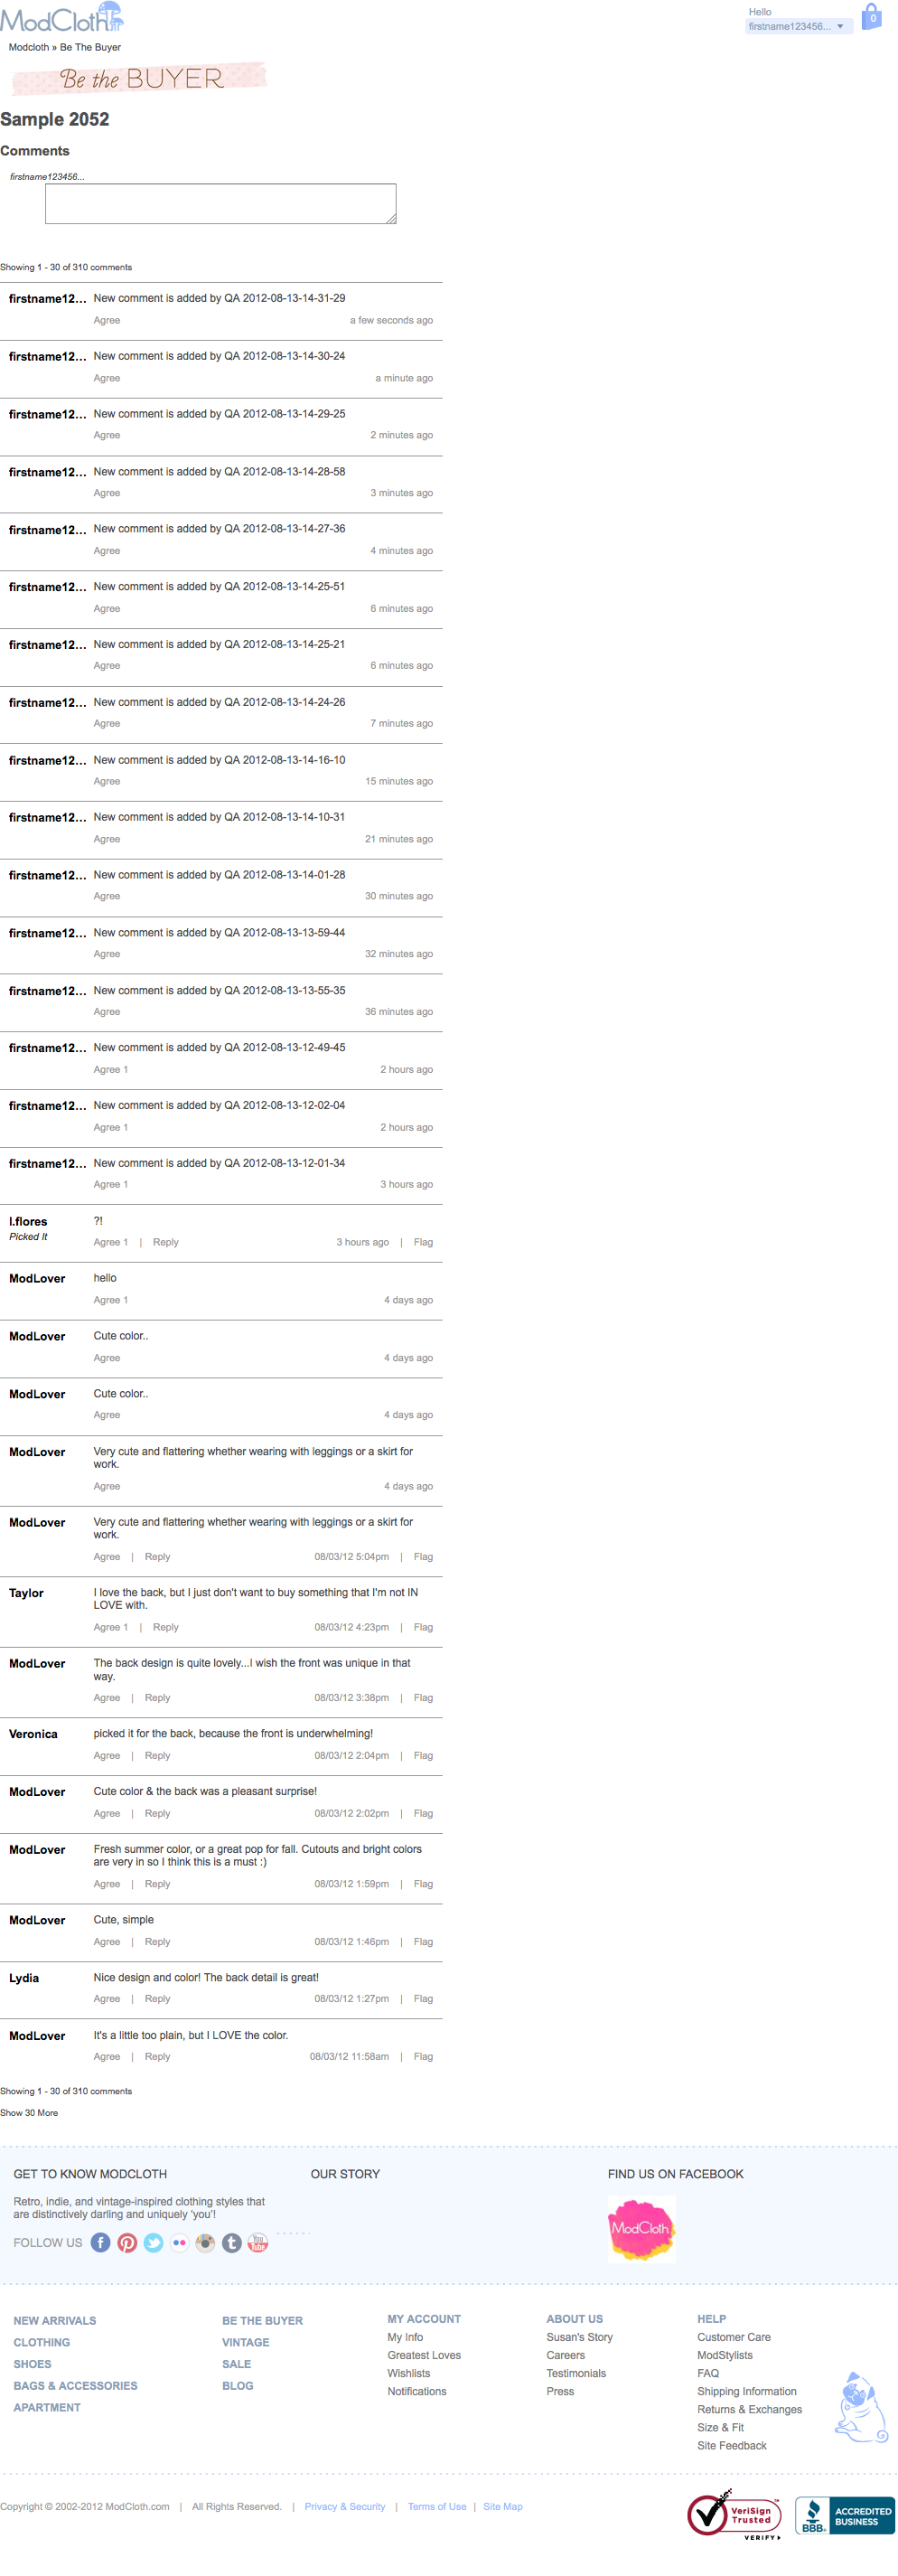 ModCloth
Hello
firstname123456...
0
Modcloth » Be The Buyer
Be the BUYER
Sample 2052
Comments
firstname123456...
Showing 1 - 30 of 310 comments
firstname12... New comment is added by QA 2012-08-13-14-31-29
Agree a few seconds ago
firstname12... New comment is added by QA 2012-08-13-14-30-24
Agree a minute ago
firstname12... New comment is added by QA 2012-08-13-14-29-25
Agree 2 minutes ago
firstname12... New comment is added by QA 2012-08-13-14-28-58
Agree 3 minutes ago
firstname12... New comment is added by QA 2012-08-13-14-27-36
Agree 4 minutes ago
firstname12... New comment is added by QA 2012-08-13-14-25-51
Agree 6 minutes ago
firstname12... New comment is added by QA 2012-08-13-14-25-21
Agree 6 minutes ago
firstname12... New comment is added by QA 2012-08-13-14-24-26
Agree 7 minutes ago
firstname12... New comment is added by QA 2012-08-13-14-16-10
Agree 15 minutes ago
firstname12... New comment is added by QA 2012-08-13-14-10-31
Agree 21 minutes ago
firstname12... New comment is added by QA 2012-08-13-14-01-28
Agree 30 minutes ago
firstname12... New comment is added by QA 2012-08-13-13-59-44
Agree 32 minutes ago
firstname12... New comment is added by QA 2012-08-13-13-55-35
Agree 36 minutes ago
firstname12... New comment is added by QA 2012-08-13-12-49-45
Agree 1 2 hours ago
firstname12... New comment is added by QA 2012-08-13-12-02-04
Agree 1 2 hours ago
firstname12... New comment is added by QA 2012-08-13-12-01-34
Agree 1 3 hours ago
l.flores ?!
Picked It
Agree 1 | Reply 3 hours ago | Flag
ModLover hello
Agree 1 4 days ago
ModLover Cute color..
Agree 4 days ago
ModLover Cute color..
Agree 4 days ago
ModLover Very cute and flattering whether wearing with leggings or a skirt for
work.
Agree 4 days ago
ModLover Very cute and flattering whether wearing with leggings or a skirt for
work.
Agree | Reply 08/03/12 5:04pm | Flag
Taylor I love the back, but I just don't want to buy something that I'm not IN
LOVE with.
Agree 1 | Reply 08/03/12 4:23pm | Flag
ModLover The back design is quite lovely...I wish the front was unique in that
way.
Agree | Reply 08/03/12 3:38pm | Flag
Veronica picked it for the back, because the front is underwhelming!
Agree | Reply 08/03/12 2:04pm | Flag
ModLover Cute color & the back was a pleasant surprise!
Agree | Reply 08/03/12 2:02pm | Flag
ModLover Fresh summer color, or a great pop for fall. Cutouts and bright colors
are very in so I think this is a must :)
Agree | Reply 08/03/12 1:59pm | Flag
ModLover Cute, simple
Agree | Reply 08/03/12 1:46pm | Flag
Lydia Nice design and color! The back detail is great!
Agree | Reply 08/03/12 1:27pm | Flag
ModLover It's a little too plain, but I LOVE the color.
Agree | Reply 08/03/12 11:58am | Flag
Showing 1 - 30 of 310 comments
Show 30 More
GET TO KNOW MODCLOTH
Retro, indie, and vintage-inspired clothing styles that
are distinctively darling and uniquely 'you'!
FOLLOW US
You
Tube
OUR STORY
FIND US ON FACEBOOK
ModCloth
NEW ARRIVALS
CLOTHING
SHOES
BAGS & ACCESSORIES
APARTMENT
BE THE BUYER
VINTAGE
SALE
BLOG
MY ACCOUNT
My Info
Greatest Loves
Wishlists
Notifications
ABOUT US
Susan's Story
Careers
Testimonials
Press
HELP
Customer Care
ModStylists
FAQ
Shipping Information
Returns & Exchanges
Size & Fit
Site Feedback
Copyright © 2002-2012 ModCloth.com | All Rights Reserved. | Privacy & Security | Terms of Use | Site Map
VeriSign
Trusted
VERIFY
BBB.
ACCREDITED
BUSINESS